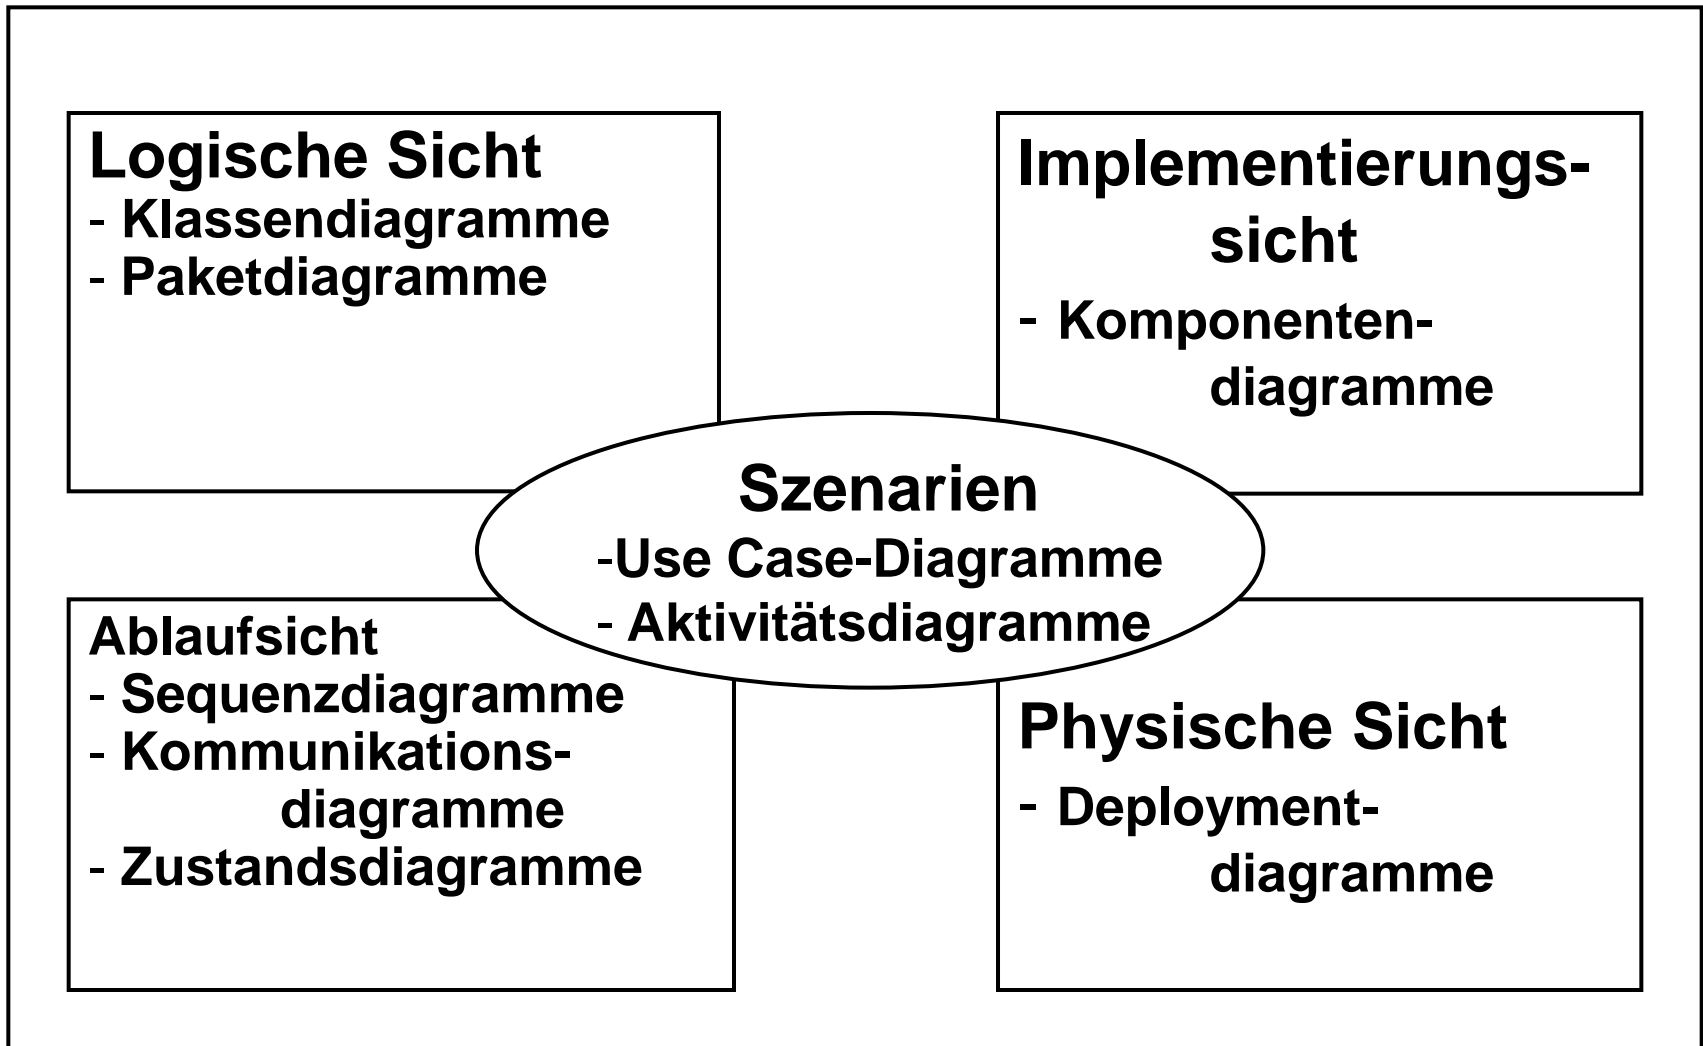 Logische Sicht
- Klassendiagramme
- Paketdiagramme
Implementierungs-
sicht
- Komponenten-
diagramme
Szenarien
-Use Case-Diagramme
- Aktivitätsdiagramme
Ablaufsicht
- Sequenzdiagramme
- Kommunikations-
diagramme
- Zustandsdiagramme
Physische Sicht
- Deployment-
diagramme